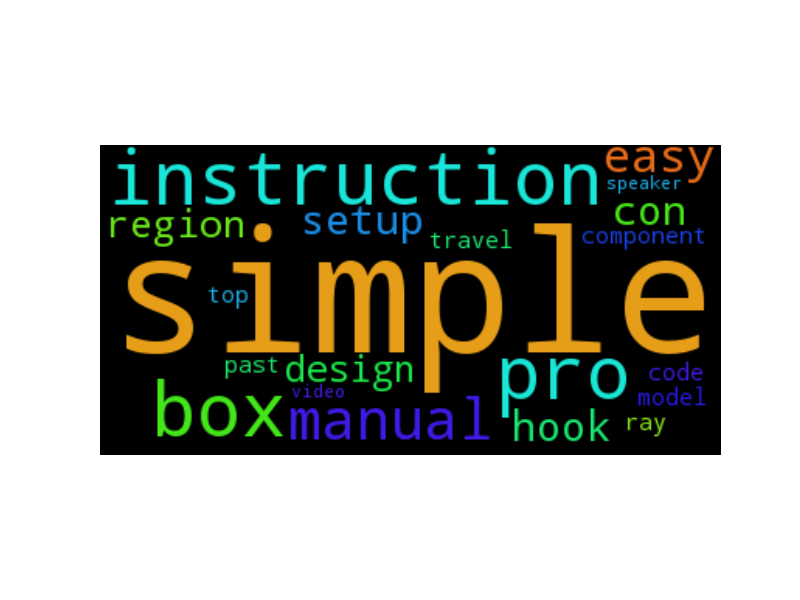 instruction easy
speaker
region setup con
travel component
simple
top
past design pro code
video model
box manual hook ray